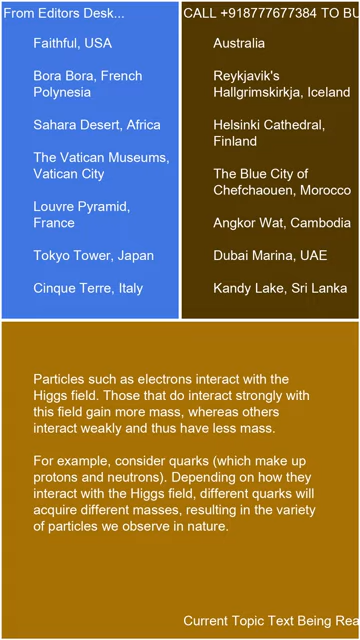 From Editors Desk...
Faithful, USA
Bora Bora, French
Polynesia
Sahara Desert, Africa
The Vatican Museums,
Vatican City
Louvre Pyramid,
France
Tokyo Tower, Japan
Cinque Terre, Italy
CALL +918777677384 TO BU
Australia
Reykjavik's
Hallgrimskirkja, Iceland
Helsinki Cathedral,
Finland
The Blue City of
Chefchaouen, Morocco
Angkor Wat, Cambodia
Dubai Marina, UAE
Kandy Lake, Sri Lanka
Particles such as electrons interact with the
Higgs field. Those that do interact strongly with
this field gain more mass, whereas others
interact weakly and thus have less mass.
For example, consider quarks (which make up
protons and neutrons). Depending on how they
interact with the Higgs field, different quarks will
acquire different masses, resulting in the variety
of particles we observe in nature.
Current Topic Text Being Rea